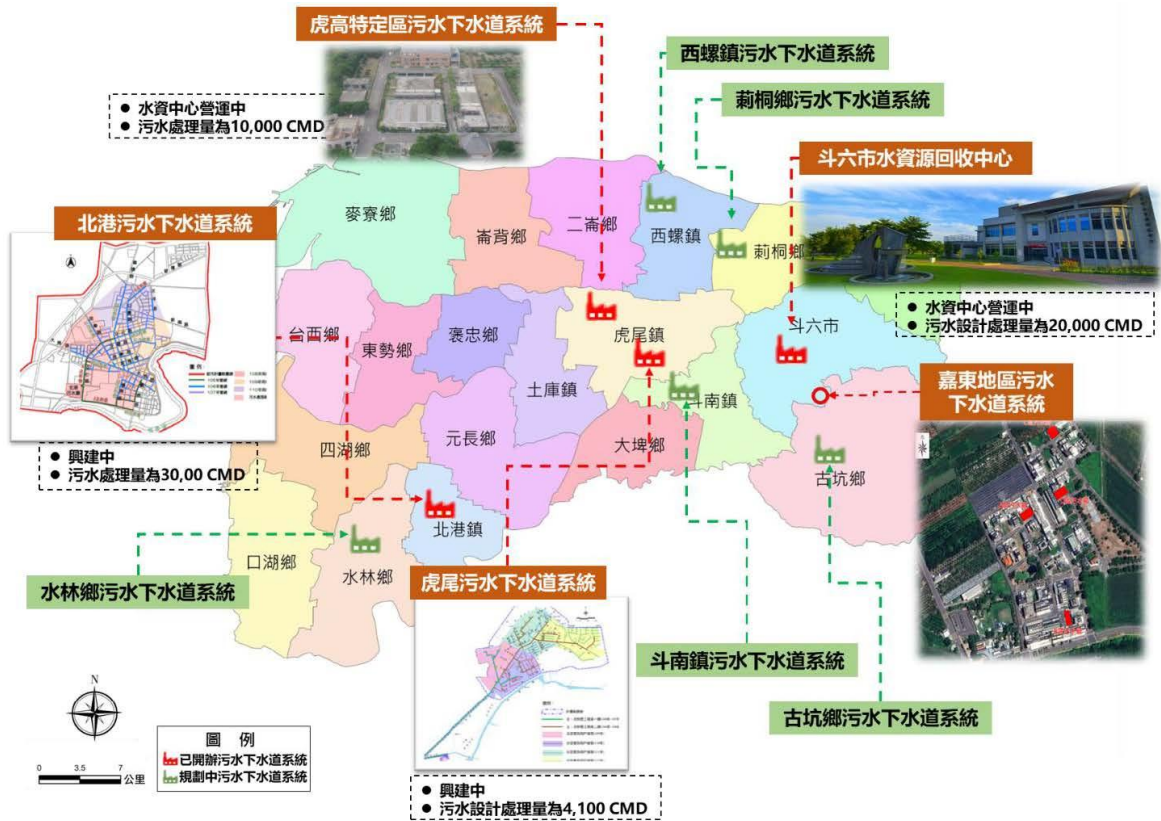 虎高特定區污水下水道系統
● 水資中心營運中
● 污水處理量為10,000 CMD
西螺鎮污水下水道系統
莿桐鄉污水下水道系統
斗六市水資源回收中心
● 水資中心營運中
● 污水設計處理量為20,000 CMD
北港污水下水道系統
圖例:
● 興建中
● 污水處理量為30,00 CMD
嘉東地區污水
下水道系統
麥寮鄉
崙背鄉
二崙鄉
西螺鎮
莿桐鄉
台西鄉
東勢鄉
褒忠鄉
虎尾鎮
斗六市
土庫鎮
斗南鎮
四湖鄉
元長鄉
大埤鄉
古坑鄉
北港鎮
口湖鄉
水林鄉
水林鄉污水下水道系統
虎尾污水下水道系統
● 興建中
● 污水設計處理量為4,100 CMD
斗南鎮污水下水道系統
古坑鄉污水下水道系統
N
0 3.5 7 公里
圖 例
已開辦污水下水道系統
規劃中污水下水道系統